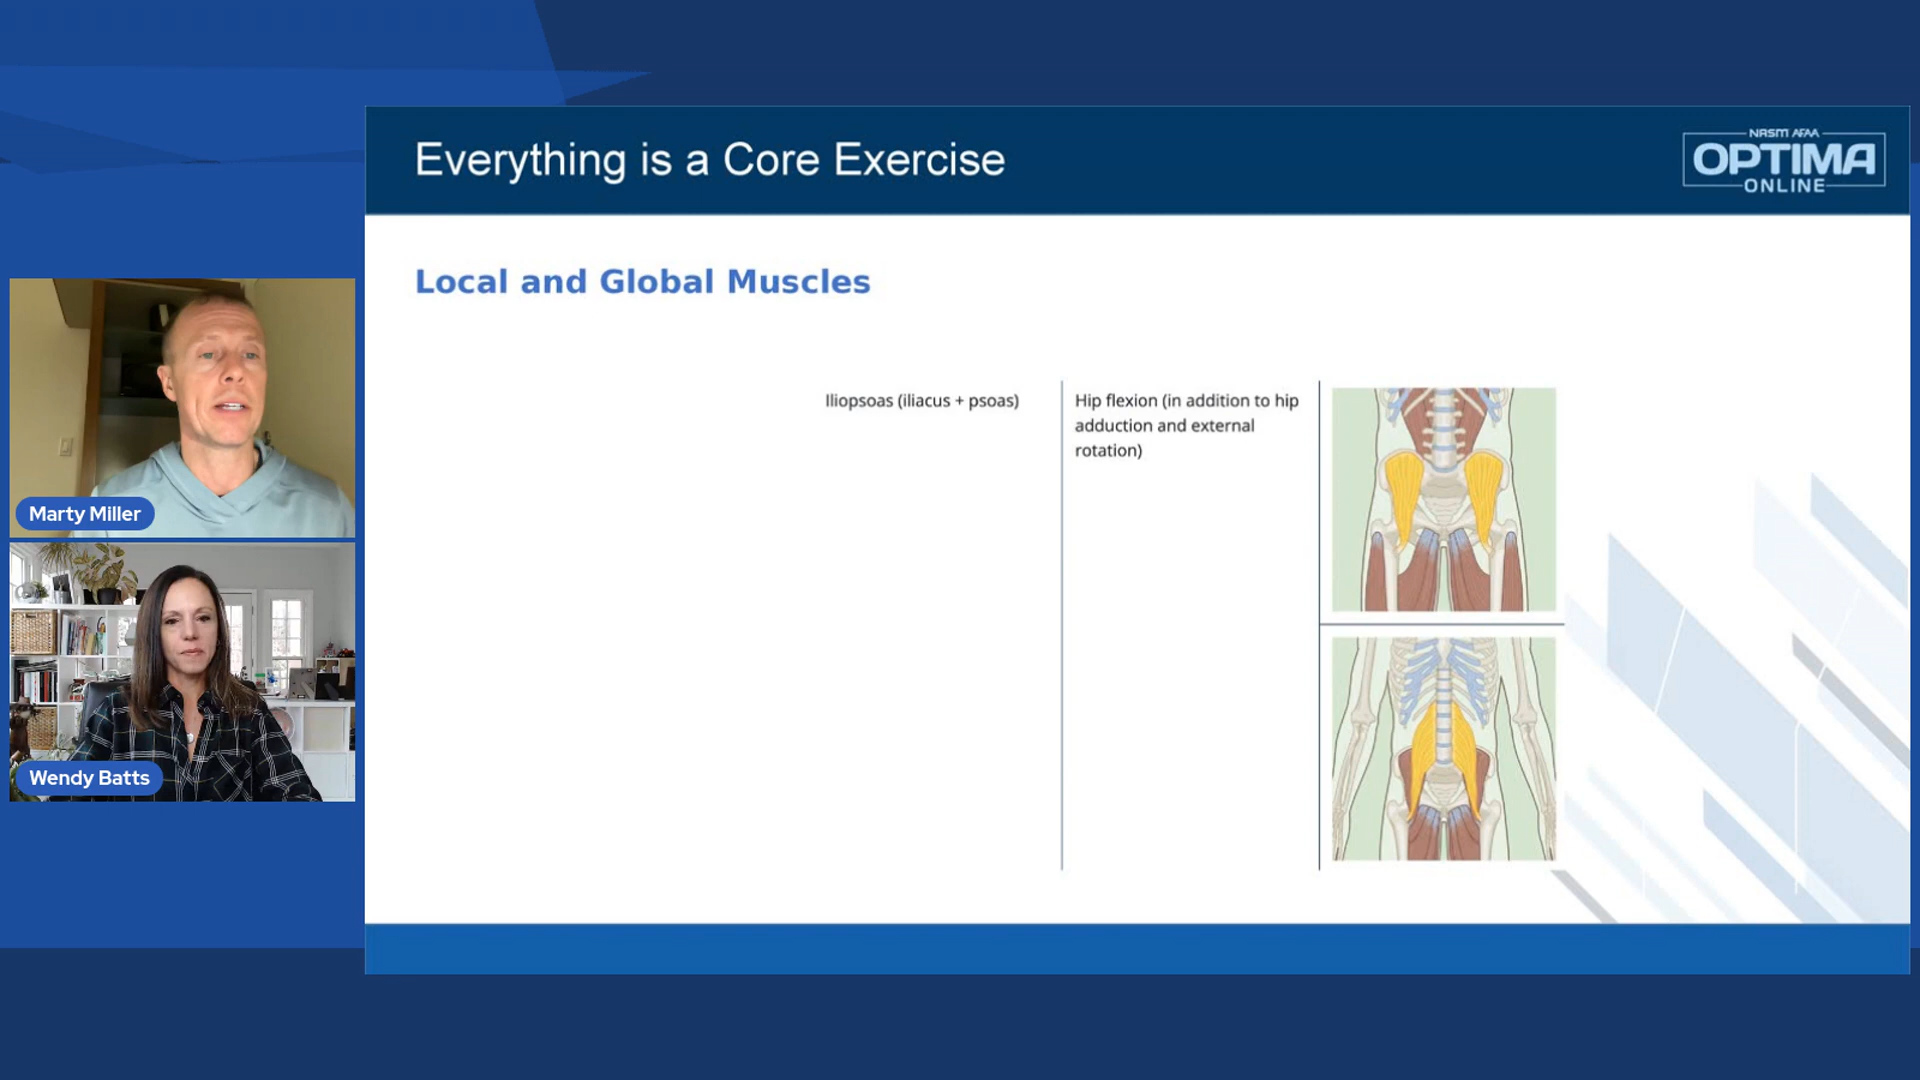 Everything is a Core Exercise
NASM AFAA
OPTIMA
ONLINE
Local and Global Muscles
Iliopsoas (iliacus + psoas)
Hip flexion (in addition to hip
adduction and external
rotation)
Marty Miller
Wendy Batts